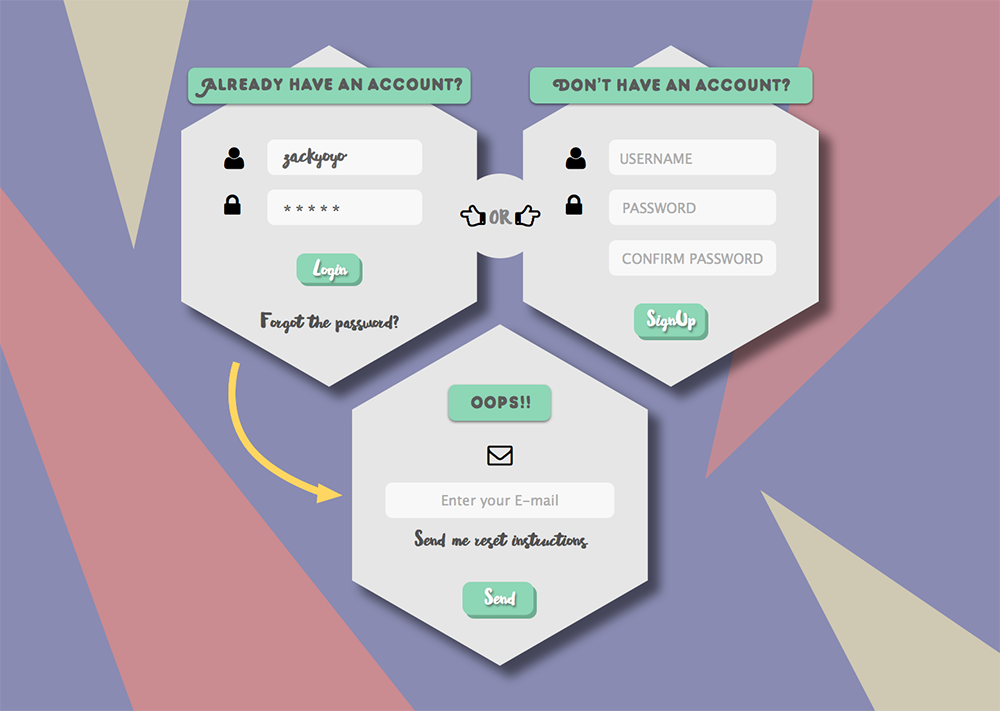 Already have an account?
zackyoyo
* * * * *
Login
Forgot the password?
OR
Don't have an account?
USERNAME
PASSWORD
CONFIRM PASSWORD
SignUp
OOPS!!
Enter your E-mail
Send me reset instructions
Send